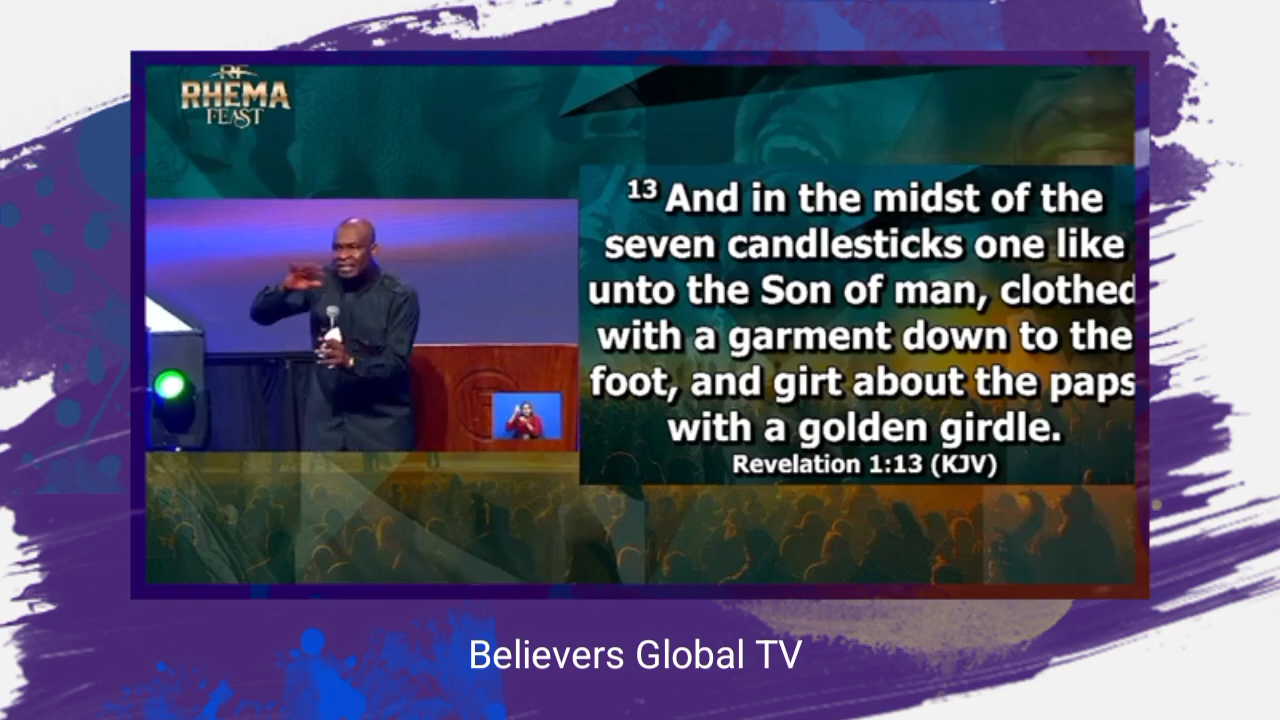 RF
RHEMA
FEAST
13 And in the midst of the
seven candlesticks one like
unto the Son of man, clothed
with a garment down to the
foot, and girt about the paps
with a golden girdle.
Revelation 1:13 (KJV)
Believers Global TV